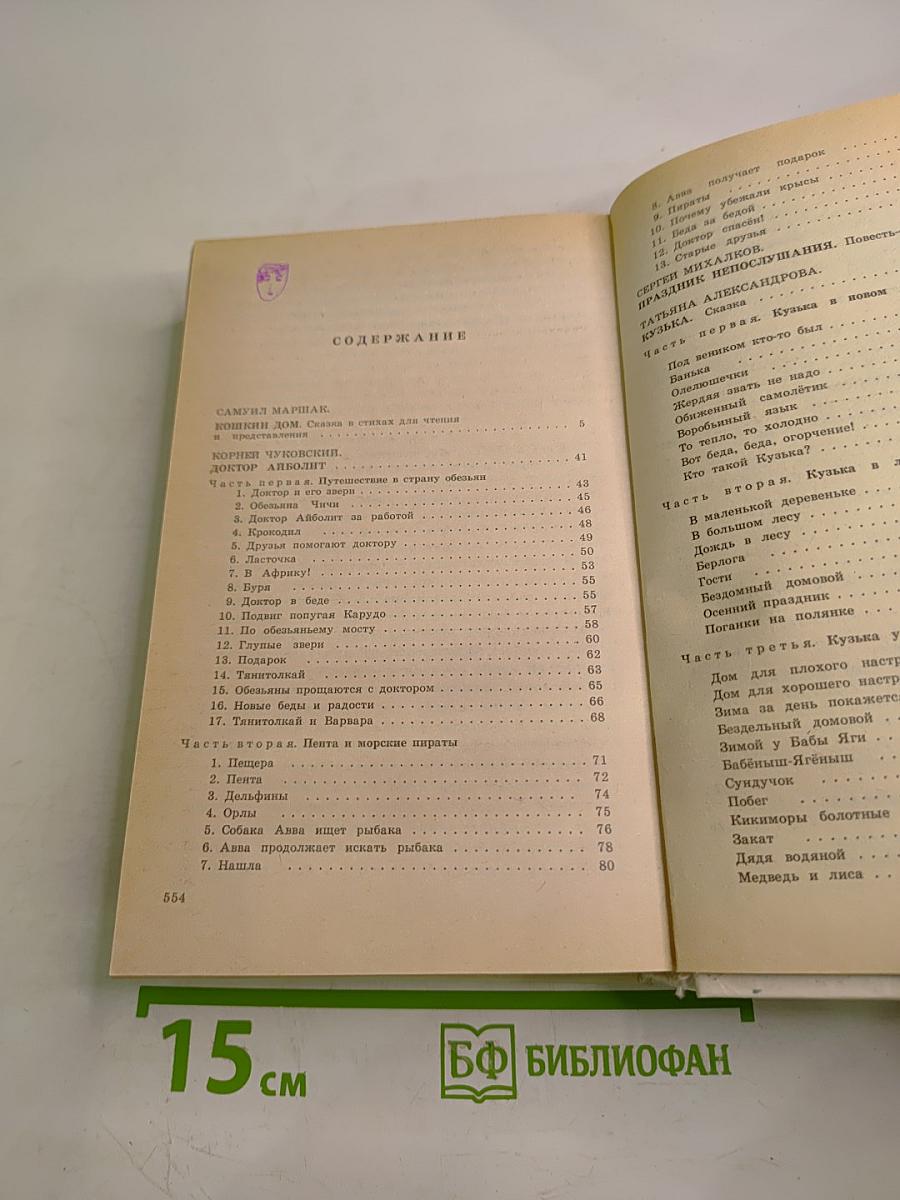 СОДЕРЖАНИЕ
САМУИЛ МАРШАК.
КОШКИН ДОМ. Сказка в стихах для чтения
и представления . . . . . . . . . . 5
КОРНЕЙ ЧУКОВСКИЙ.
ДОКТОР АЙБОЛИТ . . . . . . . . . . 41
Часть первая. Путешествие в страну обезьян
1. Доктор и его звери . . . . . . . . . . 43
2. Обезьяна Чичи . . . . . . . . . . 45
3. Доктор Айболит за работой . . . . . . . . . . 46
4. Крокодил . . . . . . . . . . 48
5. Друзья помогают доктору . . . . . . . . . . 49
6. Ласточка . . . . . . . . . . 50
7. В Африку! . . . . . . . . . . 53
8. Буря . . . . . . . . . . 55
9. Доктор в беде . . . . . . . . . . 55
10. Подвиг попугая Карудо . . . . . . . . . . 57
11. По обезьяньему мосту . . . . . . . . . . 58
12. Глупые звери . . . . . . . . . . 60
13. Подарок . . . . . . . . . . 62
14. Тянитолкай . . . . . . . . . . 63
15. Обезьяны прощаются с доктором . . . . . . . . . . 65
16. Новые беды и радости . . . . . . . . . . 66
17. Тянитолкай и Варвара . . . . . . . . . . 68
Часть вторая. Пента и морские пираты
1. Пещера . . . . . . . . . . 71
2. Пента . . . . . . . . . . 72
3. Дельфины . . . . . . . . . . 74
4. Орлы . . . . . . . . . . 75
5. Собака Авва ищет рыбака . . . . . . . . . . 76
6. Авва продолжает искать рыбака . . . . . . . . . . 78
7. Нашла . . . . . . . . . . 80
554
8. Авва получает подарок . . . . .
9. Пираты . . . . .
10. Почему убежали крысы . . . . .
11. Беда за бедой . . . . .
12. Доктор спасён! . . . . .
13. Старые друзья . . . . .
СЕРГЕЙ МИХАЛКОВ.
ПРАЗДНИК НЕПОСЛУШАНИЯ. Повесть-
ТАТЬЯНА АЛЕКСАНДРОВА.
КУЗЬКА. Сказка . . . . .
Часть первая. Кузька в новом
Под веником кто-то был . . . . .
Банька . . . . .
Олелюшечки . . . . .
Жердяя звать не надо . . . . .
Обиженный самолётик . . . . .
Воробьиный язык . . . . .
То тепло, то холодно . . . . .
Вот беда, беда, огорчение! . . . . .
Кто такой Кузька? . . . . .
Часть вторая. Кузька в л
В маленькой деревеньке . . . . .
В большом лесу . . . . .
Дождь в лесу . . . . .
Берлога . . . . .
Гости . . . . .
Бездомный домовой . . . . .
Осенний праздник . . . . .
Поганки на полянке . . . . .
Часть третья. Кузька у
Дом для плохого настр
Дом для хорошего настр
Зима за день покажется
Бездельный домовой . .
Зимой у Бабы Яги . . .
Бабёныш-Ягёныш . .
Сундучок . . . .
Побег . . . . .
Кикиморы болотные
Закат . . . . .
Дядя водяной . . . .
Медведь и лиса . .
15 см
БФ БИБЛИОФАН